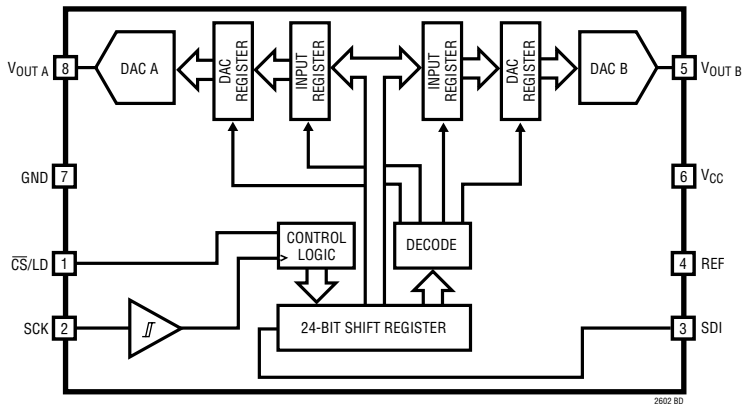 VOUT A
8
DAC A
DAC
REGISTER
INPUT
REGISTER
INPUT
REGISTER
DAC
REGISTER
DAC B
5
VOUT B
GND
7
6
VCC
CS/LD
1
CONTROL
LOGIC
DECODE
4
REF
SCK
2
24-BIT SHIFT REGISTER
3
SDI
2602 BD